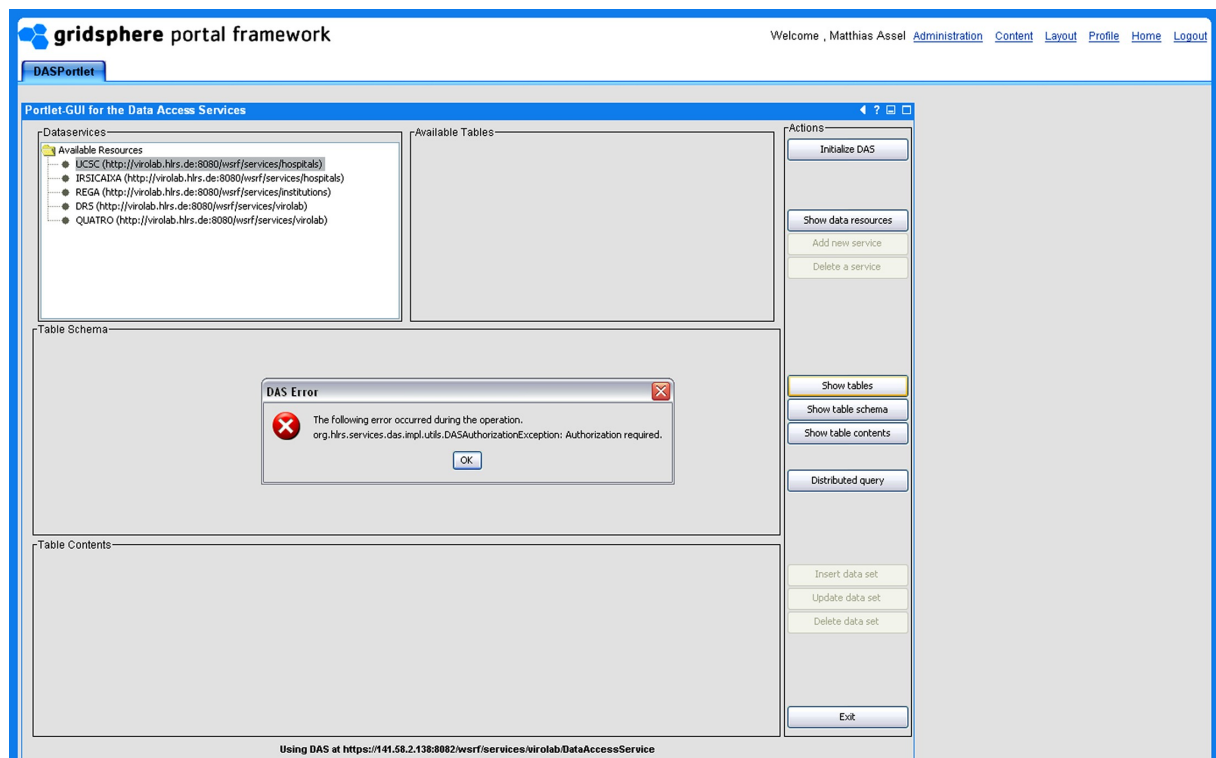 gridsphere portal framework
Welcome , Matthias Assel Administration Content Layout Profile Home Logout
DASPortlet
Portlet-GUI for the Data Access Services
Dataservices
Available Resources
UCSC (http://virolab.hlrs.de:8080/wsrf/services/hospitals)
IRSICAIXA (http://virolab.hlrs.de:8080/wsrf/services/hospitals)
REGA (http://virolab.hlrs.de:8080/wsrf/services/institutions)
DRS (http://virolab.hlrs.de:8080/wsrf/services/virolab)
QUATRO (http://virolab.hlrs.de:8080/wsrf/services/virolab)
Available Tables
Actions
Initialize DAS
Show data resources
Add new service
Delete a service
Table Schema
DAS Error
The following error occurred during the operation.
org.hlrs.services.das.impl.utils.DASAuthorizationException: Authorization required.
OK
Show tables
Show table schema
Show table contents
Distributed query
Table Contents
Insert data set
Update data set
Delete data set
Exit
Using DAS at https://141.58.2.138:8082/wsrf/services/virolab/DataAccessService